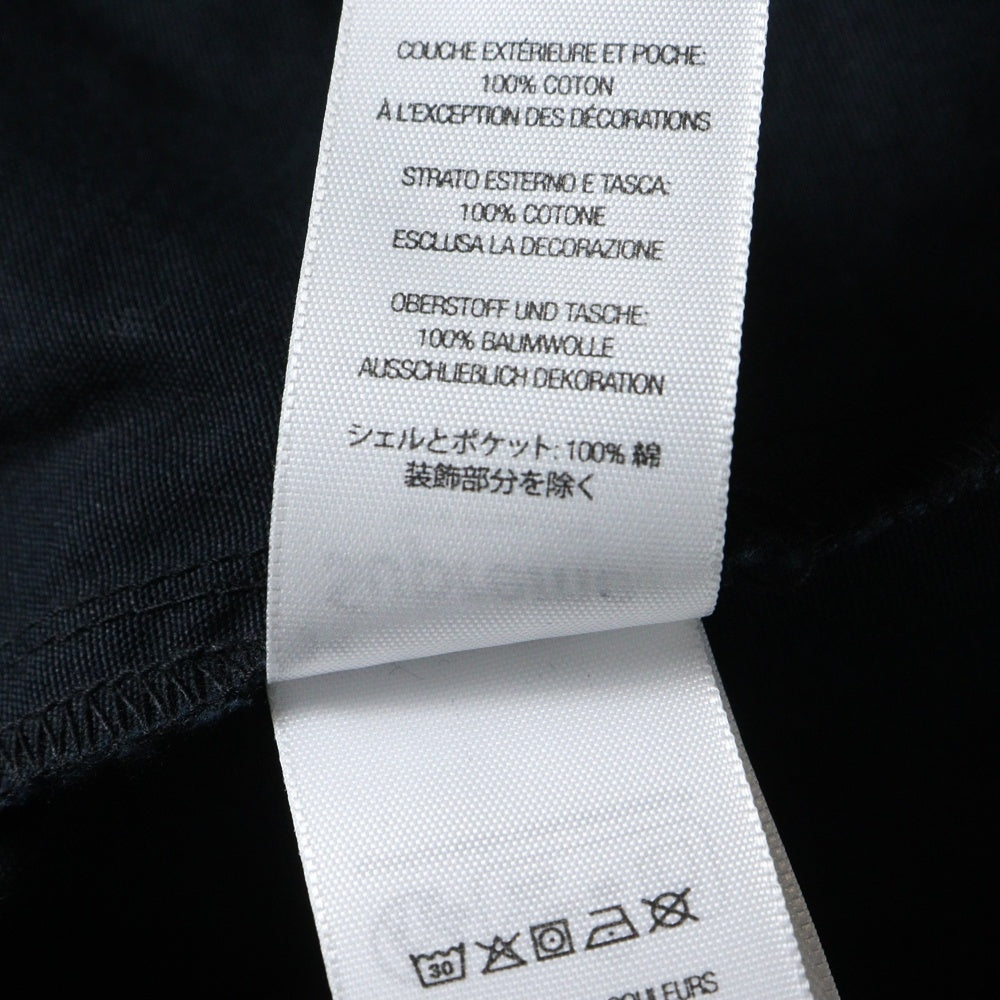 COUCHE EXTÉRIEURE ET POCHE:
100% COTON
À L'EXCEPTION DES DÉCORATIONS
STRATO ESTERNO E TASCA:
100% COTONE
ESCLUSA LA DECORAZIONE
OBERSTOFF UND TASCHE:
100% BAUMWOLLE
AUSSCHLIEBLICH DEKORATION
シェルとポケット: 100% 綿
装飾部分を除く
30